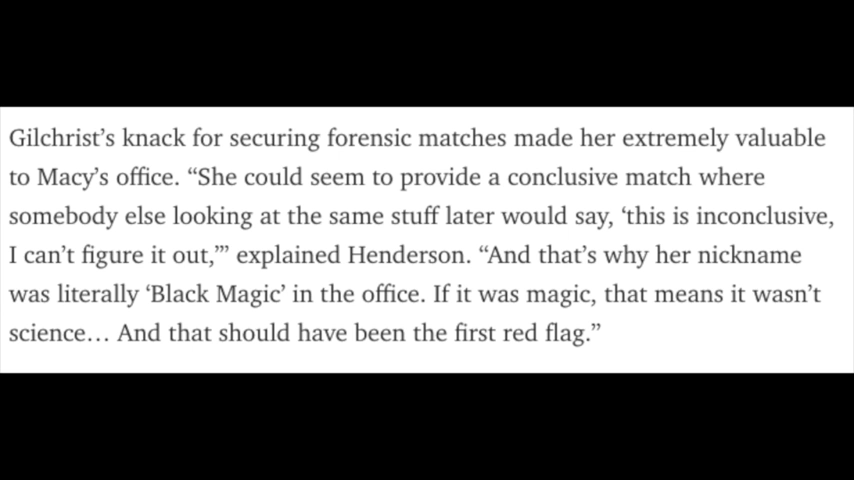 Gilchrist’s knack for securing forensic matches made her extremely valuable
to Macy’s office. “She could seem to provide a conclusive match where
somebody else looking at the same stuff later would say, ‘this is inconclusive,
I can’t figure it out,’” explained Henderson. “And that’s why her nickname
was literally ‘Black Magic’ in the office. If it was magic, that means it wasn’t
science… And that should have been the first red flag.”